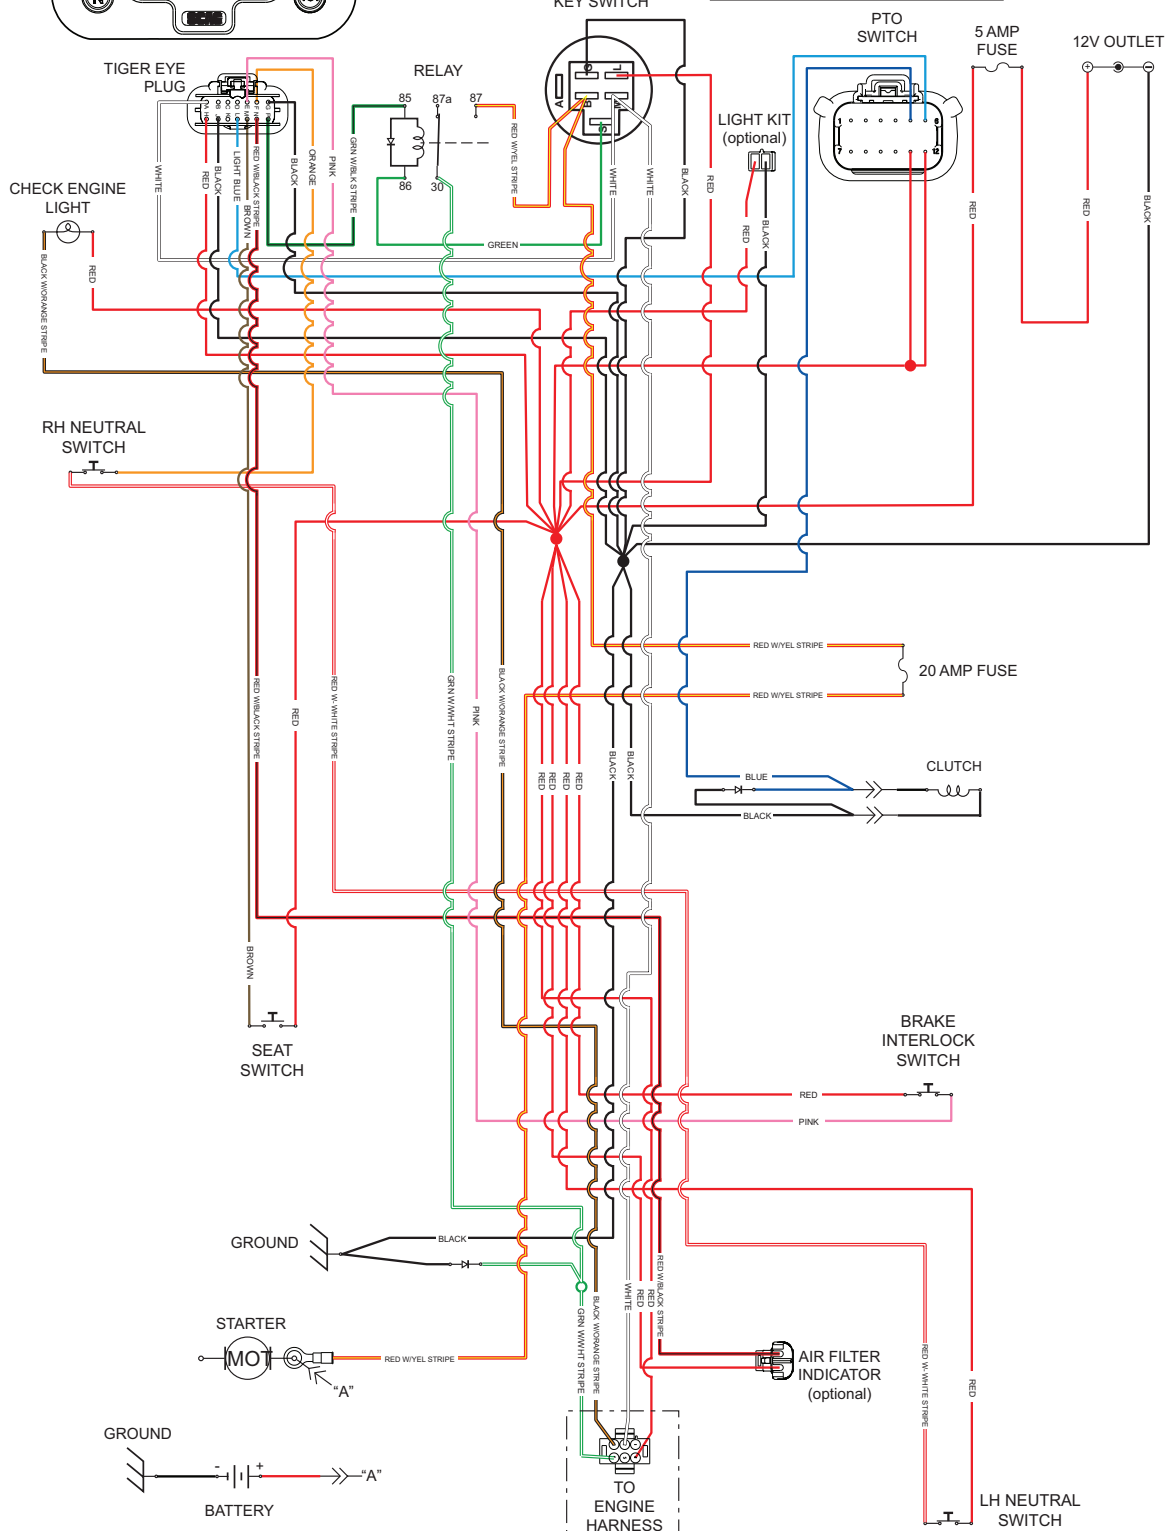 KEY SWITCH
PTO
SWITCH
5 AMP
FUSE
12V OUTLET
TIGER EYE
PLUG
RELAY
85
87a
87
86
30
A
G
L
B
M
S
LIGHT KIT
(optional)
1
6
7
12
WHITE
RED
BLACK
LIGHT BLUE
BROWN
RED W/BLACK STRIPE
BLACK
ORANGE
PINK
GRN W/BLK STRIPE
RED W/YEL STRIPE
WHITE
WHITE
BLACK
RED
RED
BLACK
RED
RED
BLACK
GREEN
CHECK ENGINE
LIGHT
BLACK W/ORANGE STRIPE
RED
RH NEUTRAL
SWITCH
RED W/YEL STRIPE
20 AMP FUSE
RED W/YEL STRIPE
RED W/BLACK STRIPE
RED
RED W- WHITE STRIPE
GRN W/WHT STRIPE
PINK
BLACK W/ORANGE STRIPE
RED
RED
RED
RED
BLACK
BLACK
BLUE
CLUTCH
BLACK
BROWN
SEAT
SWITCH
BRAKE
INTERLOCK
SWITCH
RED
PINK
GROUND
BLACK
STARTER
MOT
RED W/YEL STRIPE
"A"
GRN W/WHT STRIPE
BLACK W/ORANGE STRIPE
WHITE
RED
RED
RED W/BLACK STRIPE
AIR FILTER
INDICATOR
(optional)
RED W- WHITE STRIPE
RED
GROUND
-
+
"A"
BATTERY
TO
ENGINE
HARNESS
LH NEUTRAL
SWITCH